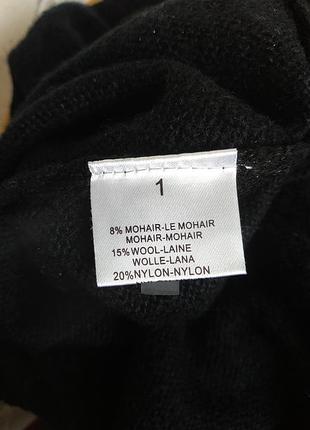 1
8% MOHAIR-LE MOHAIR
MOHAIR-MOHAIR
15%WOOL-LAINE
WOLLE-LANA
20%NYLON-NYLON